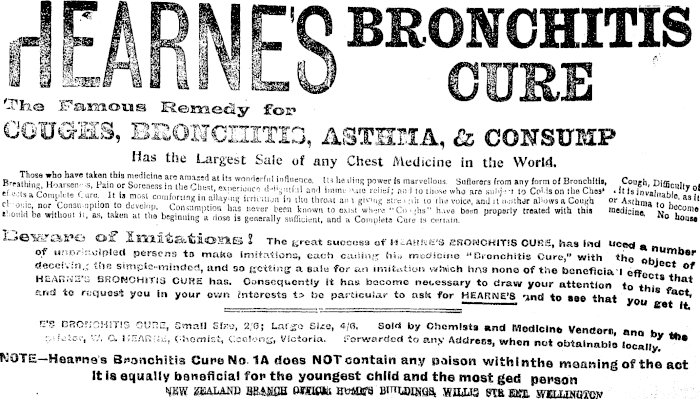 HEARNE'S BRONCHITIS
CURE
The Famous Remedy for
COUGHS, BRONCHITIS, ASTHMA, & CONSUMP
Has the Largest Sale of any Chest Medicine in the World.
Those who have taken this medicine are amazed at its wonderful influence. Its healing power is marvellous. Sufferers from any form of Bronchitis, Cough, Difficulty of
Breathing, Hoarseness, Pain or Soreness in the Chest, experience delightful and immediate relief; and to those who are subject to Colds on the Chest it is invaluable, as it
effects a Complete Cure. It is most comforting in allaying irritation in the throat and giving strength to the voice, and it neither allows a Cough or Asthma to become
chronic, nor Consumption to develop. Consumption has never been known to exist where "Coughs" have been properly treated with this medicine. No house
should be without it, as, taken at the beginning a dose is generally sufficient, and a Complete Cure is certain.
Beware of Imitations! The great success of HEARNE'S BRONCHITIS CURE, has ind uced a number
of unprincipled persons to make imitations, each calling his medicine "Bronchitis Cure," with the object of
deceiving the simple-minded, and so getting a sale for an imitation which has none of the beneficial effects that
HEARNE'S BRONCHITIS CURE has. Consequently it has become necessary to draw your attention to this fact,
and to request you in your own interests to be particular to ask for HEARNE'S and to see that you get it.
E'S BRONCHITIS CURE, Small Size, 2/6; Large Size, 4/6. Sold by Chemists and Medicine Vendors, and by the
W. G. HEARNE, Chemist, Geelong, Victoria. Forwarded to any Address, when not obtainable locally.
NOTE—Hearne's Bronchitis Cure No. 1A does NOT contain any poison within the meaning of the act
It is equally beneficial for the youngest child and the most ged person
NEW ZEALAND BRANCH OFFICE: HUME'S BUILDINGS, WILLIS STREET, WELLINGTON